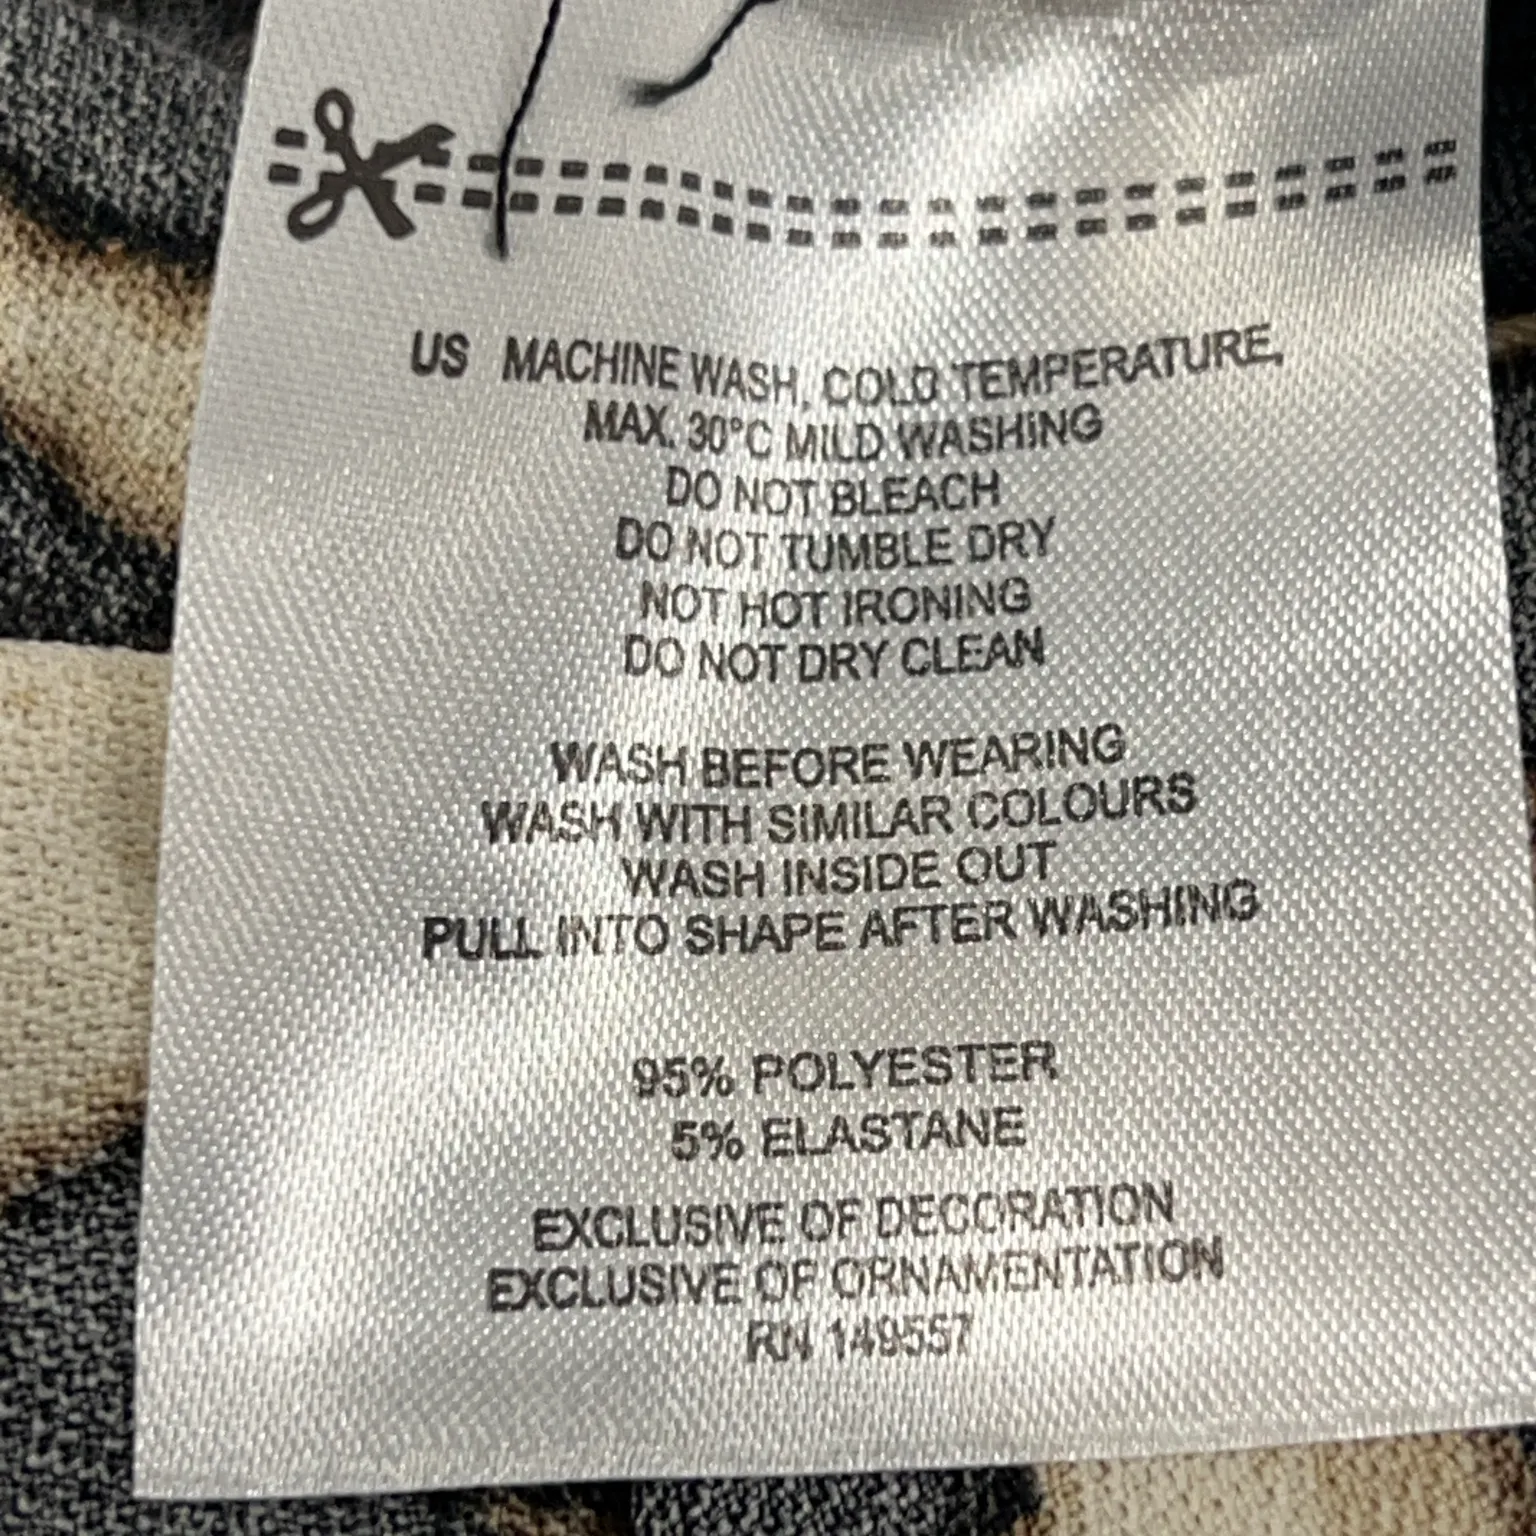 US MACHINE WASH, COLD TEMPERATURE,
MAX. 30°C MILD WASHING
DO NOT BLEACH
DO NOT TUMBLE DRY
NOT HOT IRONING
DO NOT DRY CLEAN
WASH BEFORE WEARING
WASH WITH SIMILAR COLOURS
WASH INSIDE OUT
PULL INTO SHAPE AFTER WASHING
95% POLYESTER
5% ELASTANE
EXCLUSIVE OF DECORATION
EXCLUSIVE OF ORNAMENTATION
RN 149557